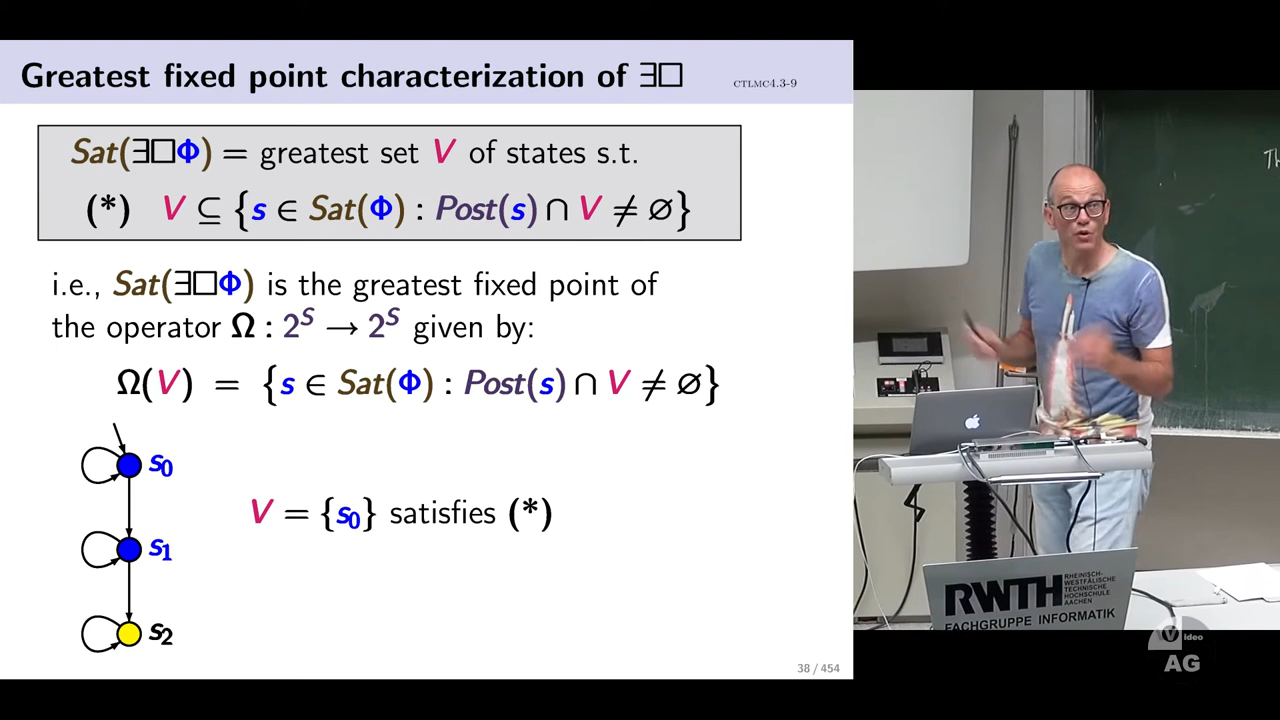 Greatest fixed point characterization of ∃□
CTLMC4.3-9
Sat(∃□Φ) = greatest set V of states s.t.
(*) V ⊆ {s ∈ Sat(Φ) : Post(s) ∩ V ≠ ∅}
i.e., Sat(∃□Φ) is the greatest fixed point of
the operator Ω : 2^S → 2^S given by:
Ω(V) = {s ∈ Sat(Φ) : Post(s) ∩ V ≠ ∅}
s₀
V = {s₀} satisfies (*)
s₁
s₂
38 / 454
RWTH
RHEINISCH-
WESTFÄLISCHE
TECHNISCHE
HOCHSCHULE
AACHEN
FACHGRUPPE INFORMATIK
Video
AG